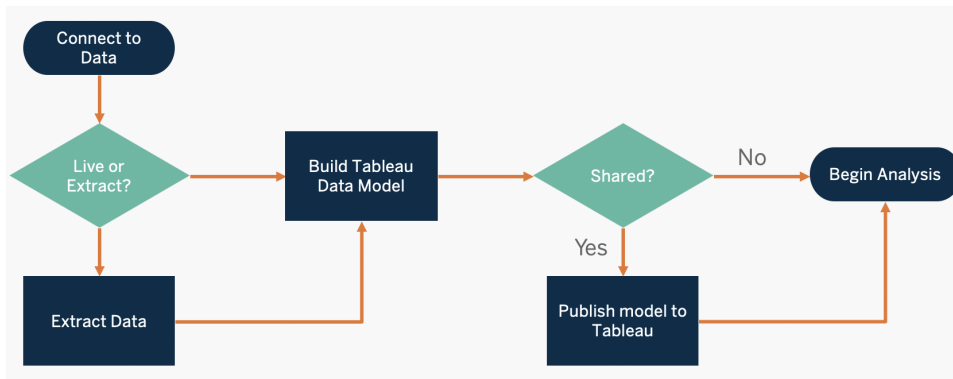 Connect to
Data
Live or
Extract?
Build Tableau
Data Model
Shared?
No
Begin Analysis
Yes
Extract Data
Publish model to
Tableau